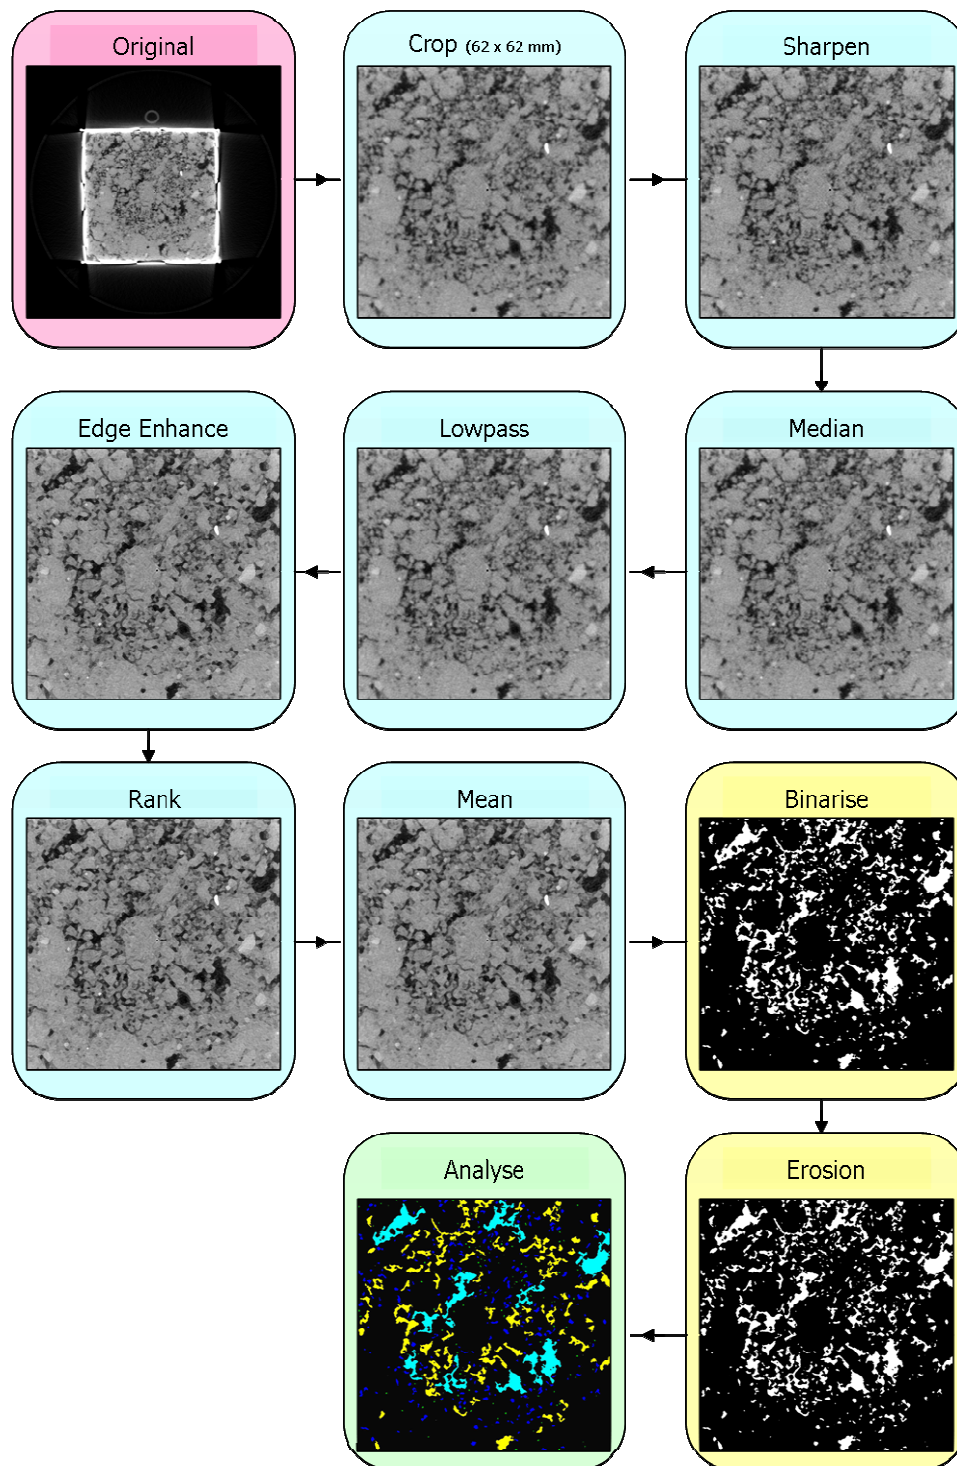 Original
Crop (62 x 62 mm)
Sharpen
Edge Enhance
Lowpass
Median
Rank
Mean
Binarise
Analyse
Erosion